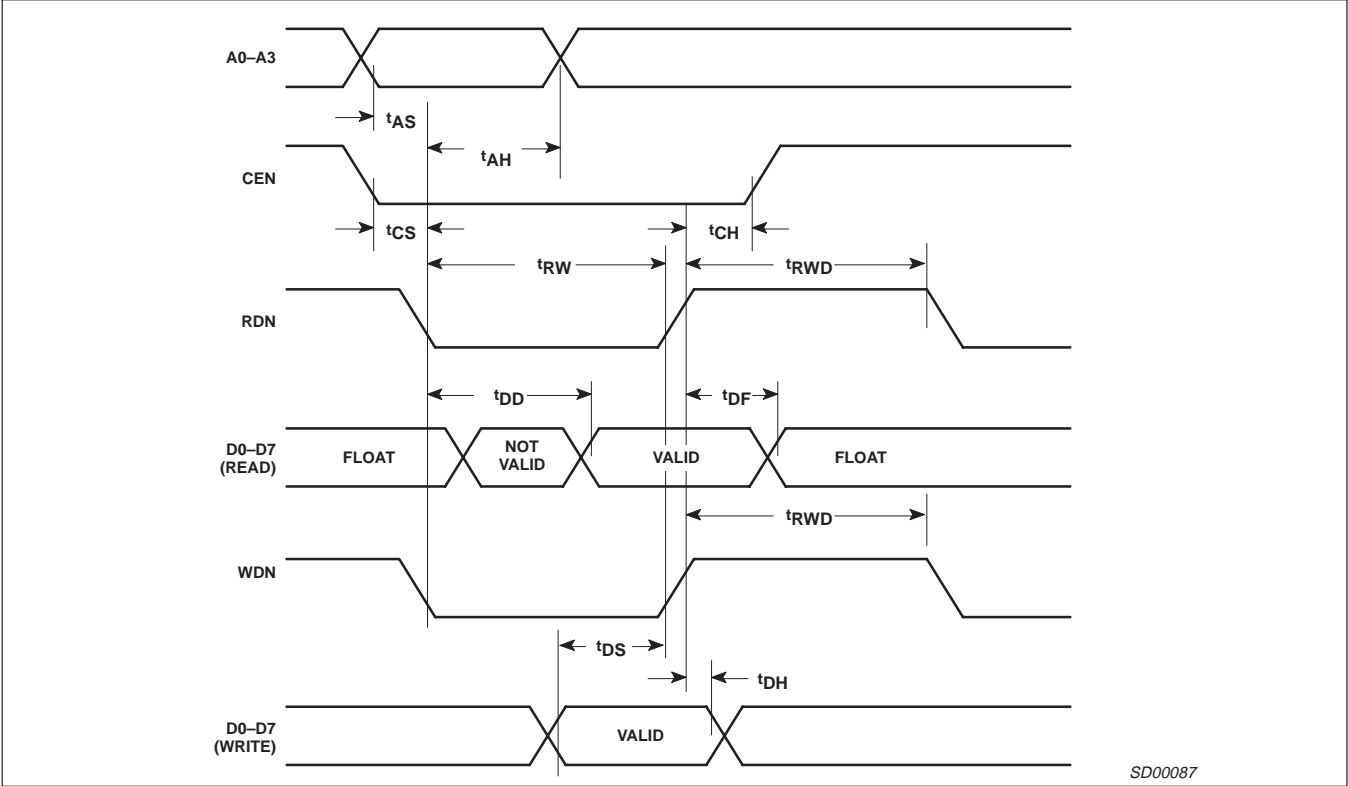 A0–A3
tAS
tAH
CEN
tCS
tCH
tRW
tRWD
RDN
tDD
tDF
D0–D7
(READ)
FLOAT
NOT
VALID
VALID
FLOAT
tRWD
WDN
tDS
tDH
D0–D7
(WRITE)
VALID
SD00087